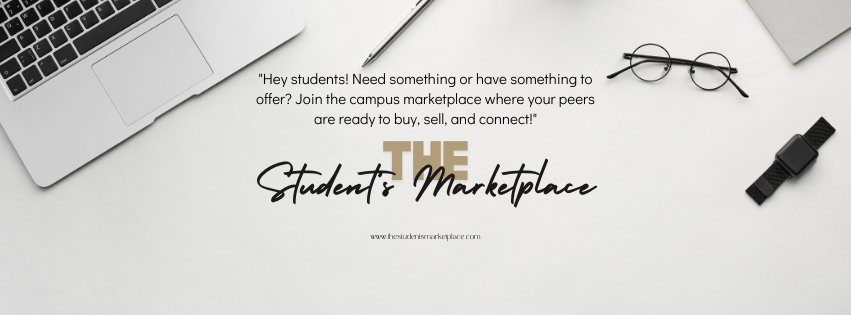 "Hey students! Need something or have something to
offer? Join the campus marketplace where your peers
are ready to buy, sell, and connect!"
THE
Student's Marketplace
www.thestudentsmarketplace.com